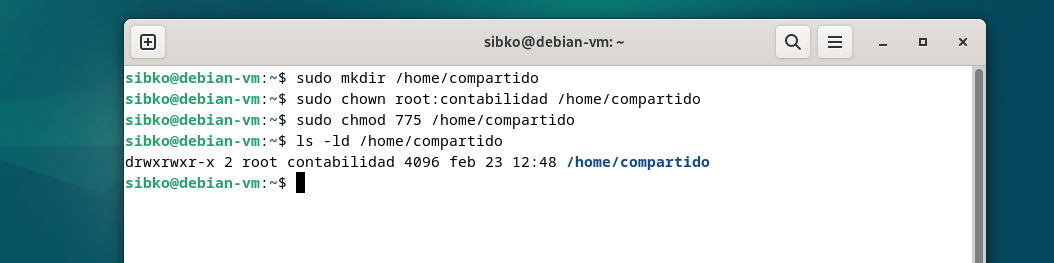 sibko@debian-vm: ~
sibko@debian-vm:~$ sudo mkdir /home/compartido
sibko@debian-vm:~$ sudo chown root:contabilidad /home/compartido
sibko@debian-vm:~$ sudo chmod 775 /home/compartido
sibko@debian-vm:~$ ls -ld /home/compartido
drwxrwxr-x 2 root contabilidad 4096 feb 23 12:48 /home/compartido
sibko@debian-vm:~$